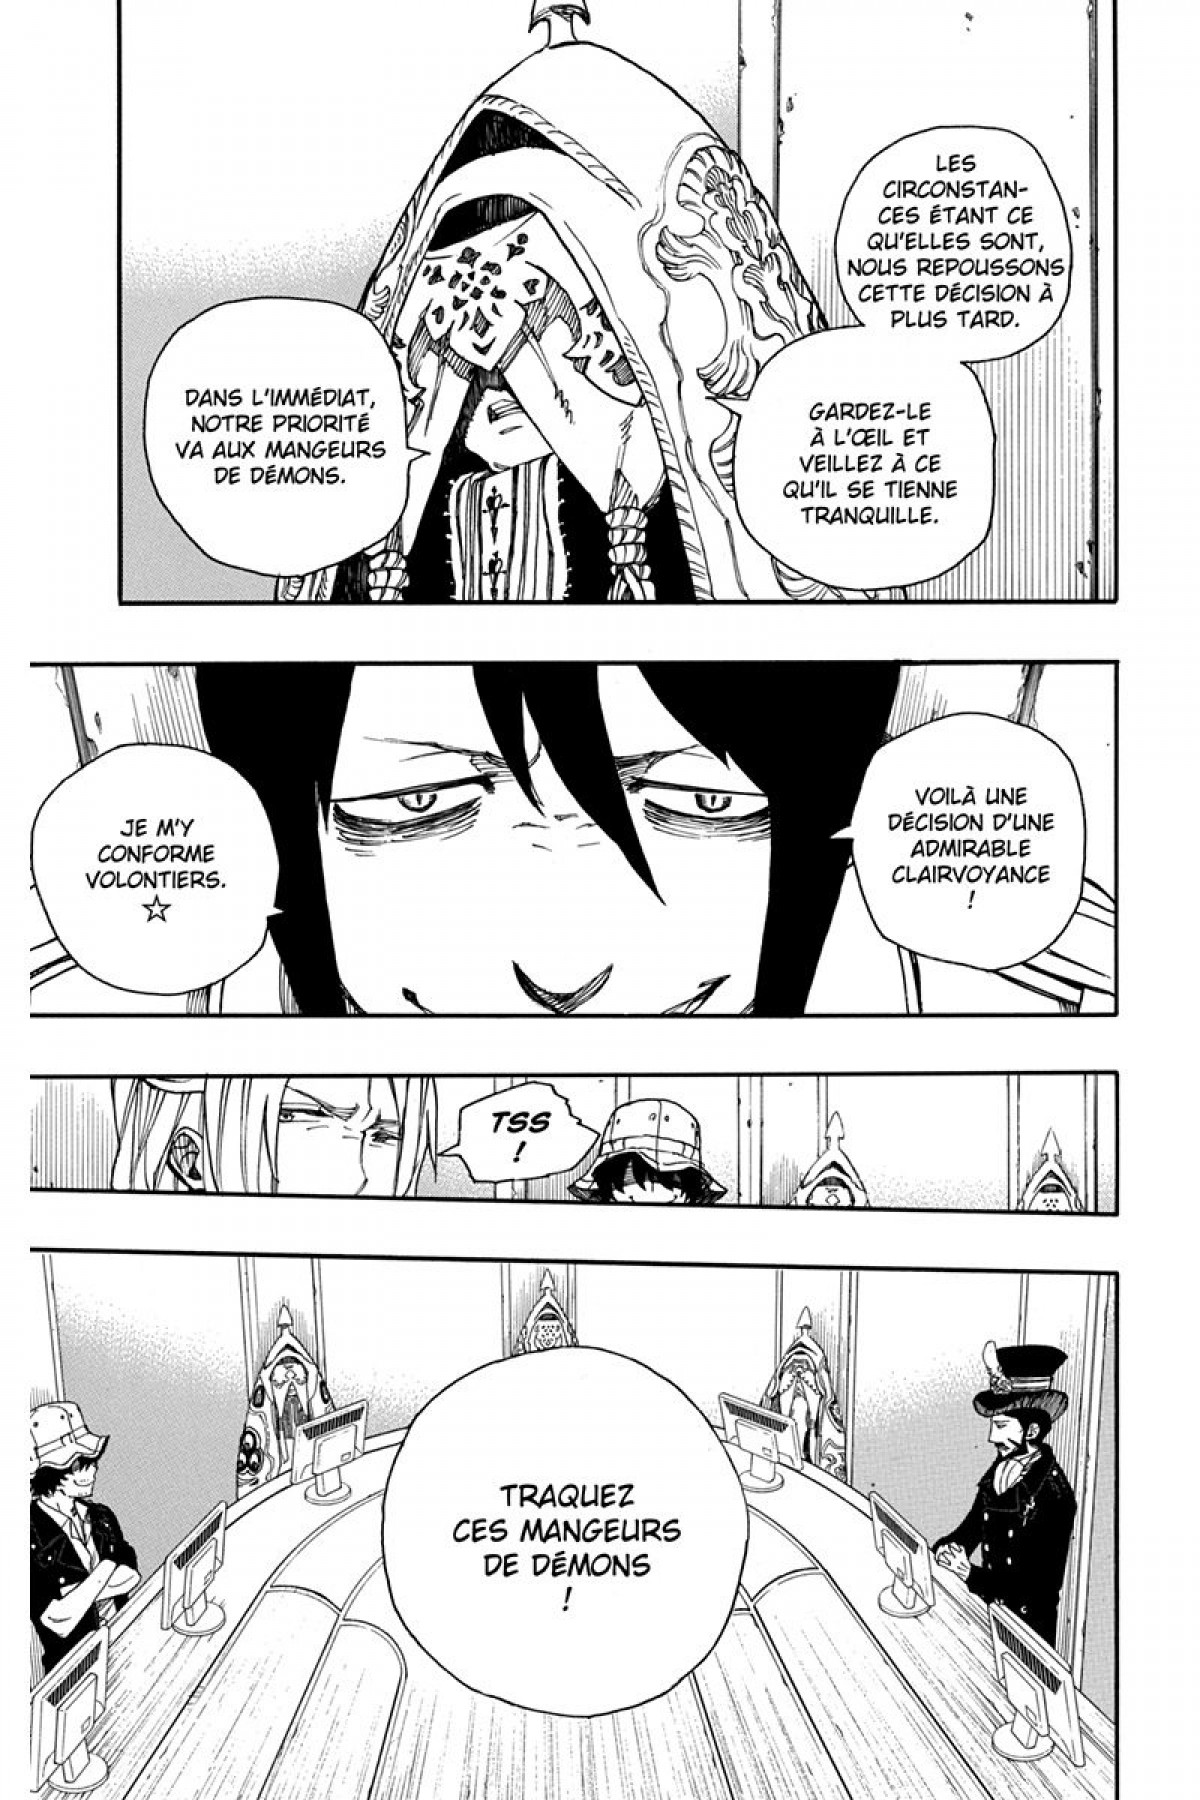 LES
CIRCONSTAN-
CES ÉTANT CE
QU'ELLES SONT,
NOUS REPOUSSONS
CETTE DÉCISION À
PLUS TARD.
GARDEZ-LE
À L'ŒIL ET
VEILLEZ À CE
QU'IL SE TIENNE
TRANQUILLE.
DANS L'IMMÉDIAT,
NOTRE PRIORITÉ
VA AUX MANGEURS
DE DÉMONS.
VOILÀ UNE
DÉCISION D'UNE
ADMIRABLE
CLAIRVOYANCE
!
JE M'Y
CONFORME
VOLONTIERS.
☆
TSS
!
TRAQUEZ
CES MANGEURS
DE DÉMONS
!